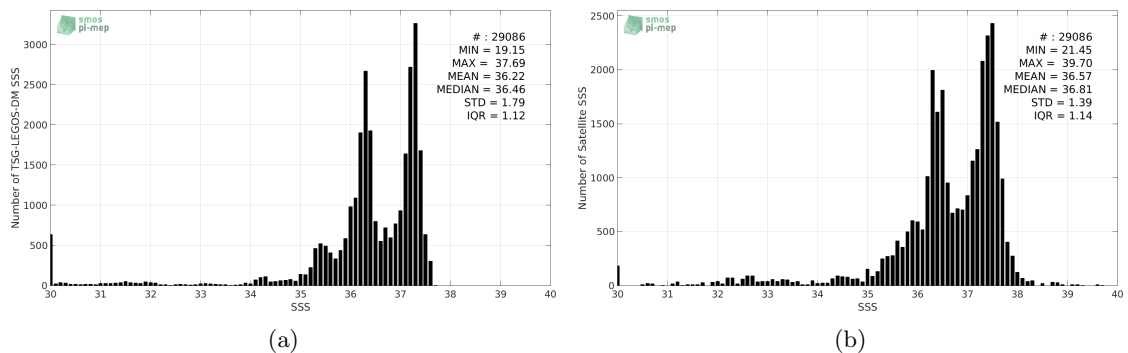 smos
pi-mep
# : 29086
MIN = 19.15
MAX = 37.69
MEAN = 36.22
MEDIAN = 36.46
STD = 1.79
IQR = 1.12
Number of TSG-LEGOS-DM SSS
3000
2500
2000
1500
1000
500
0
30 31 32 33 34 35 36 37 38 39 40
SSS
(a)
smos
pi-mep
# : 29086
MIN = 21.45
MAX = 39.70
MEAN = 36.57
MEDIAN = 36.81
STD = 1.39
IQR = 1.14
Number of Satellite SSS
2500
2000
1500
1000
500
0
30 31 32 33 34 35 36 37 38 39 40
SSS
(b)